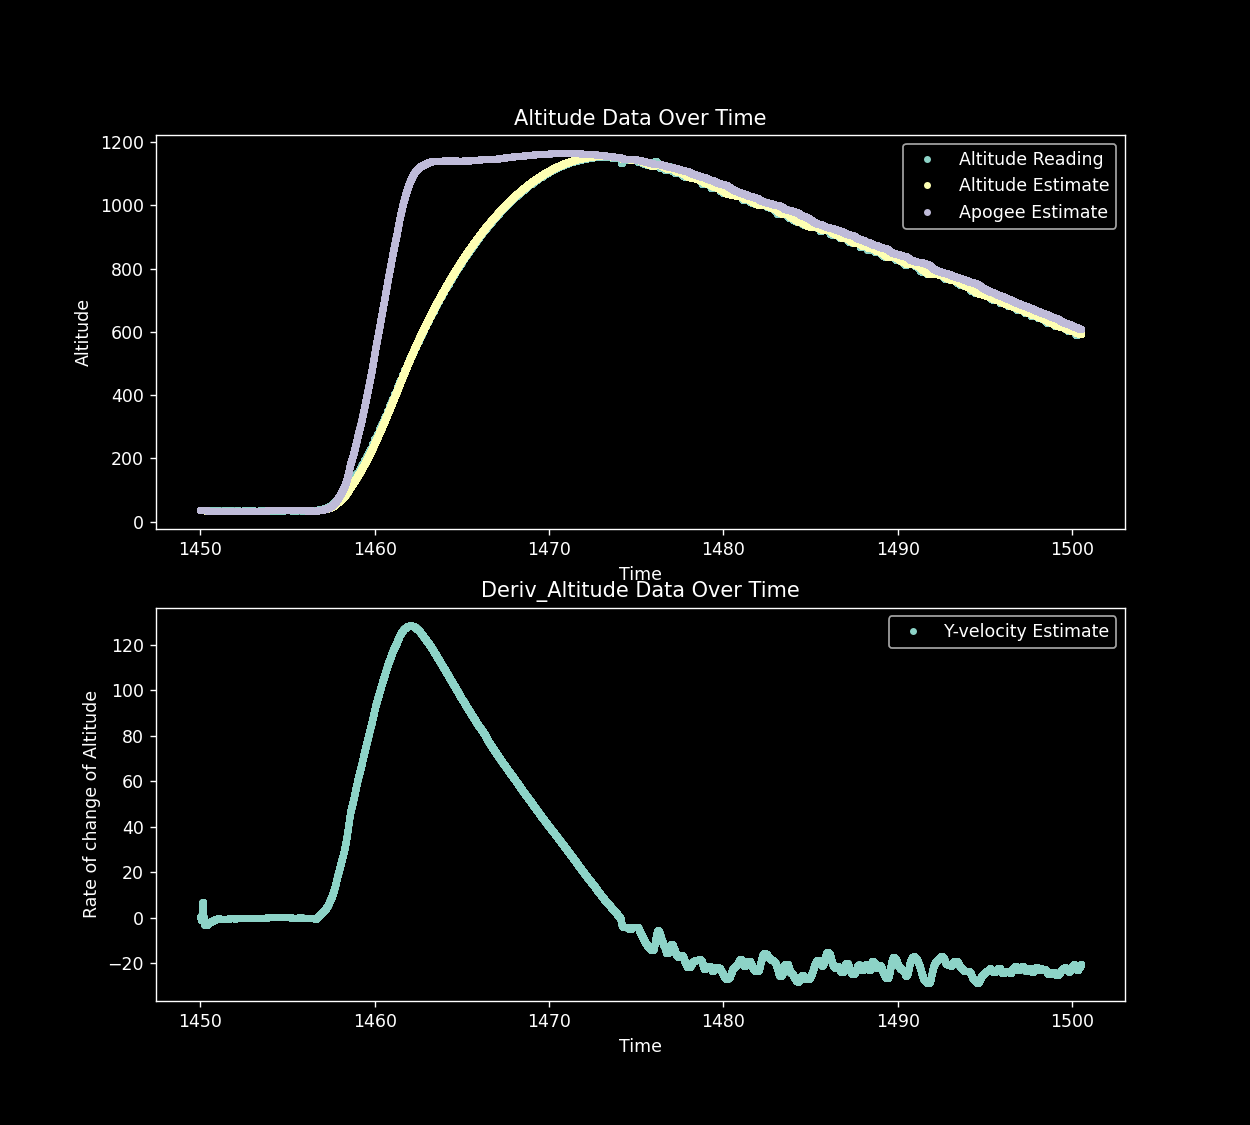 Altitude Data Over Time
1200
1000
800
600
400
200
0
Altitude
Altitude Reading
Altitude Estimate
Apogee Estimate
1450 1460 1470 1480 1490 1500
Time
Deriv_Altitude Data Over Time
120
100
80
60
40
20
0
−20
Rate of change of Altitude
Y-velocity Estimate
1450 1460 1470 1480 1490 1500
Time